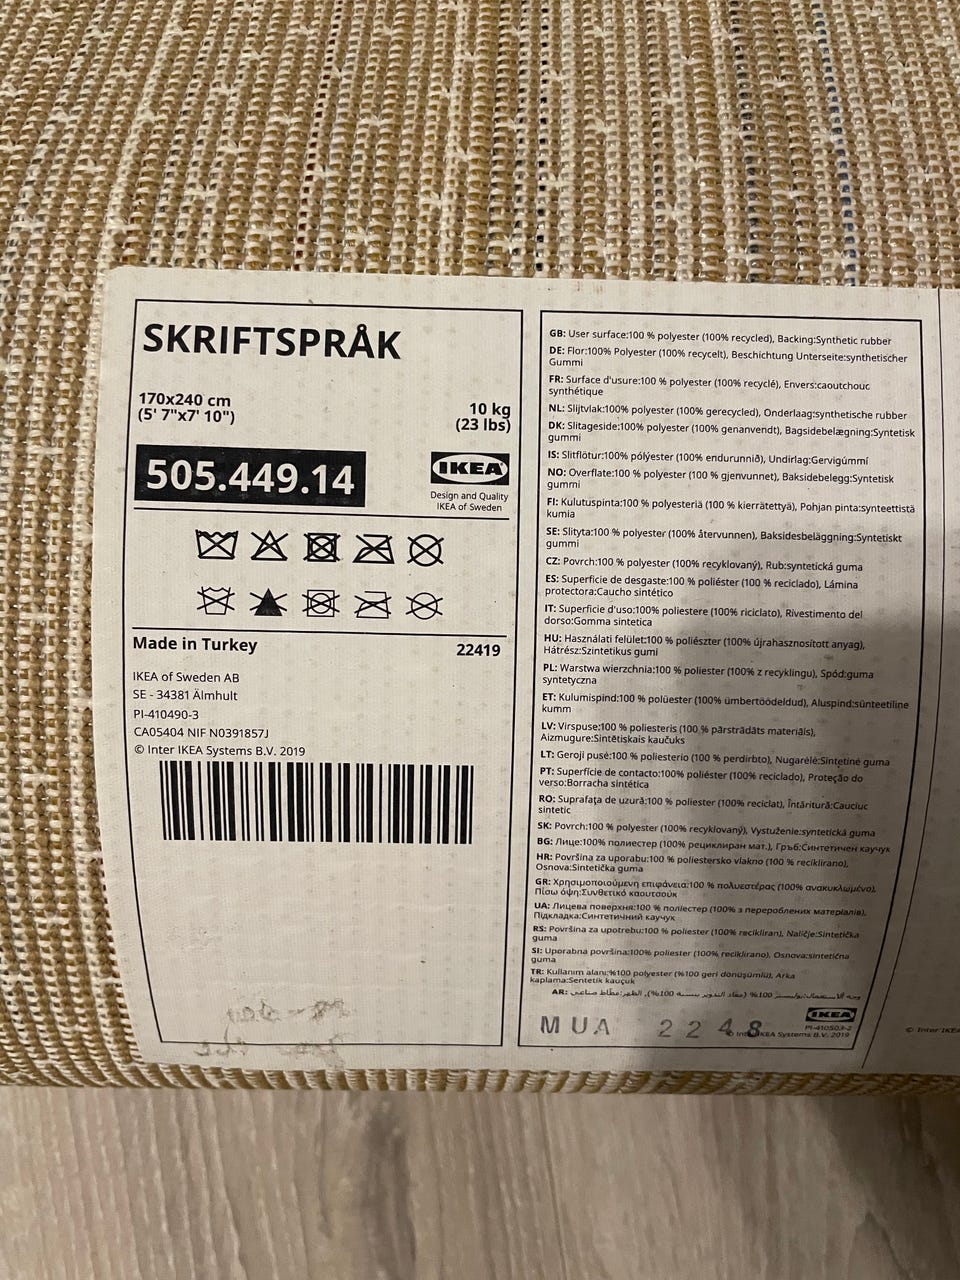 SKRIFTSPRÅK
170x240 cm
(5' 7"x7' 10")
10 kg
(23 lbs)
505.449.14
IKEA
Design and Quality
IKEA of Sweden
Made in Turkey
22419
IKEA of Sweden AB
SE - 34381 Älmhult
PI-410490-3
CA05404 NIF N0391857J
© Inter IKEA Systems B.V. 2019
GB: User surface:100 % polyester (100% recycled), Backing:Synthetic rubber
DE: Flor:100% Polyester (100% recycelt), Beschichtung Unterseite:synthetischer
Gummi
FR: Surface d'usure:100 % polyester (100% recyclé), Envers:caoutchouc
synthétique
NL: Slijtvlak:100% polyester (100% gerecycled), Onderlaag:synthetische rubber
DK: Slitageside:100% polyester (100% genanvendt), Bagsidebelægning:Syntetisk
gummi
IS: Slitflötur:100% pólýester (100% endurunnið), Undirlag:Gervigúmmí
NO: Overflate:100 % polyester (100 % gjenvunnet), Baksidebelegg:Syntetisk
gummi
FI: Kulutuspinta:100 % polyesteriä (100 % kierrätettyä), Pohjan pinta:synteettistä
kumia
SE: Slityta:100 % polyester (100% återvunnen), Baksidesbeläggning:Syntetiskt
gummi
CZ: Povrch:100 % polyester (100% recyklovaný), Rub:syntetická guma
ES: Superficie de desgaste:100 % poliéster (100 % reciclado), Lámina
protectora:Caucho sintético
IT: Superficie d'uso:100% poliestere (100% riciclato), Rivestimento del
dorso:Gomma sintetica
HU: Használati felület:100 % poliészter (100% újrahasznosított anyag),
Hátrész:Szintetikus gumi
PL: Warstwa wierzchnia:100 % poliester (100% z recyklingu), Spód:guma
syntetyczna
ET: Kulumispind:100 % polüester (100% ümbertöödeldud), Aluspind:sünteetiline
kumm
LV: Virspuse:100 % poliesteris (100 % pārstrādāts materiāls),
Aizmugure:Sintētiskais kaučuks
LT: Geroji pusė:100 % poliesterio (100 % perdirbto), Nugarėlė:Sintetinė guma
PT: Superfície de contacto:100% poliéster (100% reciclado), Proteção do
verso:Borracha sintética
RO: Suprafaţa de uzură:100 % poliester (100% reciclat), Întăritură:Cauciuc
sintetic
SK: Povrch:100 % polyester (100% recyklovaný), Vystuženie:syntetická guma
BG: Лице:100% полиестер (100% рециклиран мат.), Гръб:Синтетичен каучук
HR: Površina za uporabu:100 % poliestersko vlakno (100 % reciklirano),
Osnova:Sintetička guma
GR: Χρησιμοποιούμενη επιφάνεια:100 % πολυεστέρας (100% ανακυκλωμένο),
Πίσω όψη:Συνθετικό καουτσούκ
UA: Лицева поверхня:100 % поліестер (100% з перероблених матеріалів),
Підкладка:Синтетичний каучук
RS: Površina za upotrebu:100 % poliester (100% recikliran), Naličje:Sintetička
guma
SI: Uporabna površina:100% poliester (100% reciklirano), Osnova:sintetična
guma
TR: Kullanım alanı:%100 polyester (%100 geri dönüşümlü), Arka
kaplama:Sentetik kauçuk
AR: وجه الاستعمال:بوليستر 100% (معاد التدوير بنسبة 100%), الظهر:مطّاط صناعي
IKEA
PI-410503-2
© Inter IKEA Systems B.V. 2019
MUA 2248
© Inter IKE